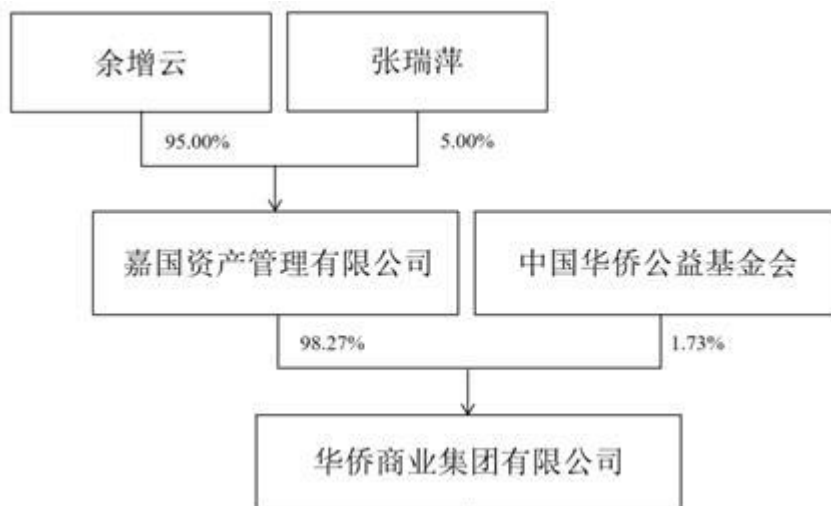 余增云
张瑞萍
95.00%
5.00%
嘉国资产管理有限公司
中国华侨公益基金会
98.27%
1.73%
华侨商业集团有限公司